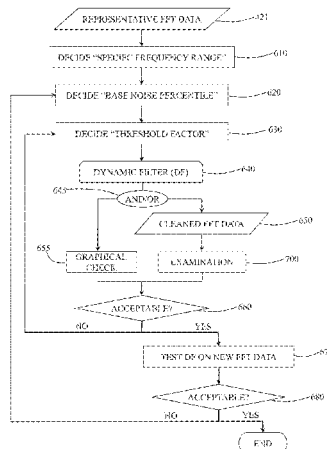 REPRESENTATIVE FFT DATA
421
DECIDE "SPECIFIC FREQUENCY RANGE"
610
DECIDE "BASE NOISE PERCENTILE"
620
DECIDE "THRESHOLD FACTOR"
630
DYNAMIC FILTER (DF)
640
645
AND/OR
CLEANED FFT DATA
650
655
GRAPHICAL CHECK
EXAMINATION
700
ACCEPTABLE?
660
NO
YES
TEST DF ON NEW FFT DATA
ACCEPTABLE?
680
NO
YES
END